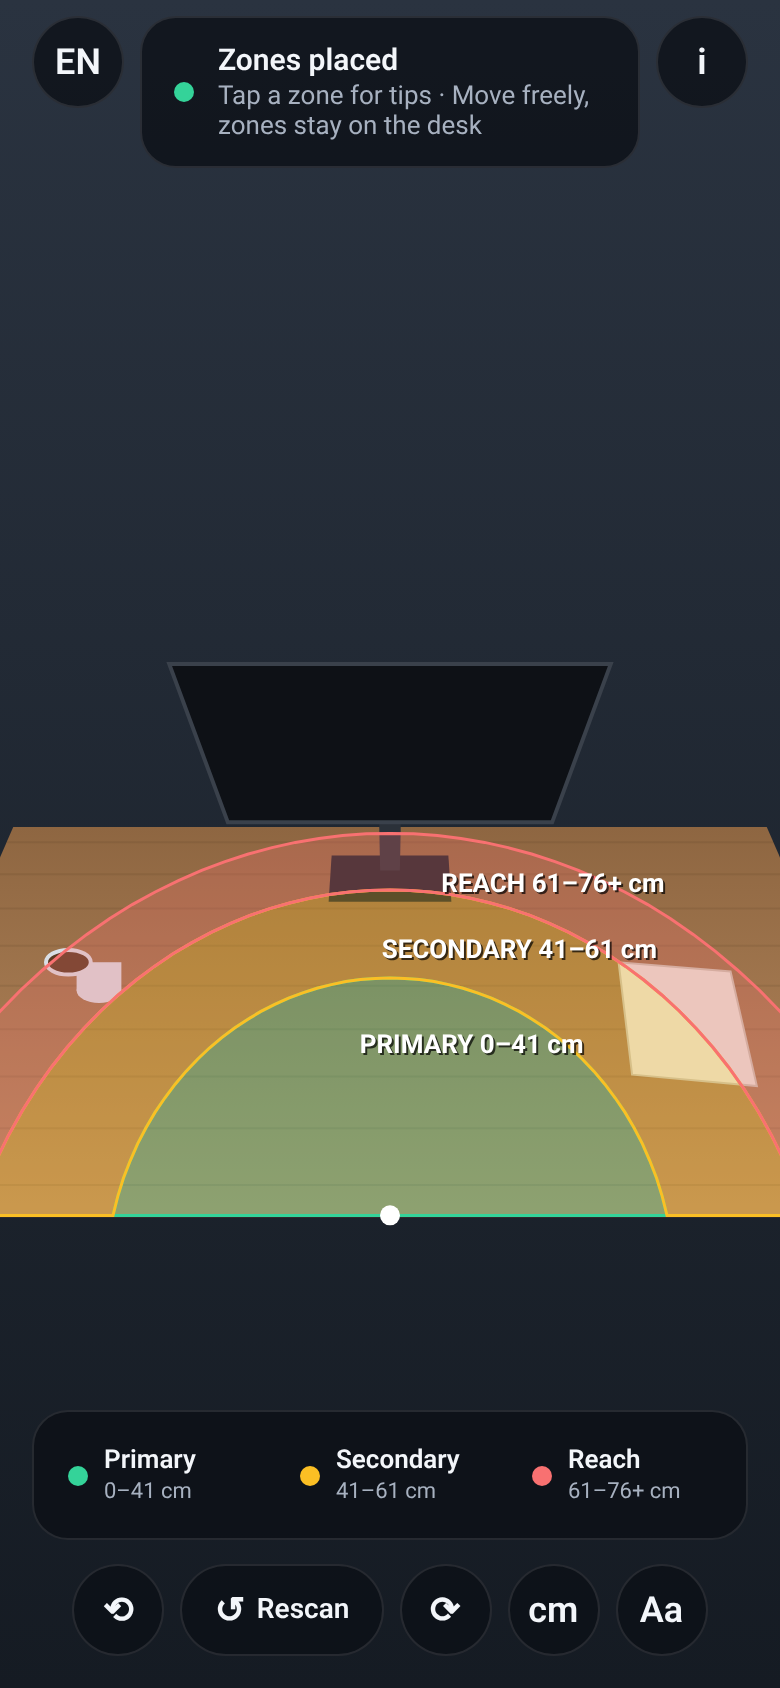 EN
Zones placed
Tap a zone for tips · Move freely,
zones stay on the desk
i
REACH 61–76+ cm
SECONDARY 41–61 cm
PRIMARY 0–41 cm
Primary
0–41 cm
Secondary
41–61 cm
Reach
61–76+ cm
⟲
↺ Rescan
⟳
cm
Aa